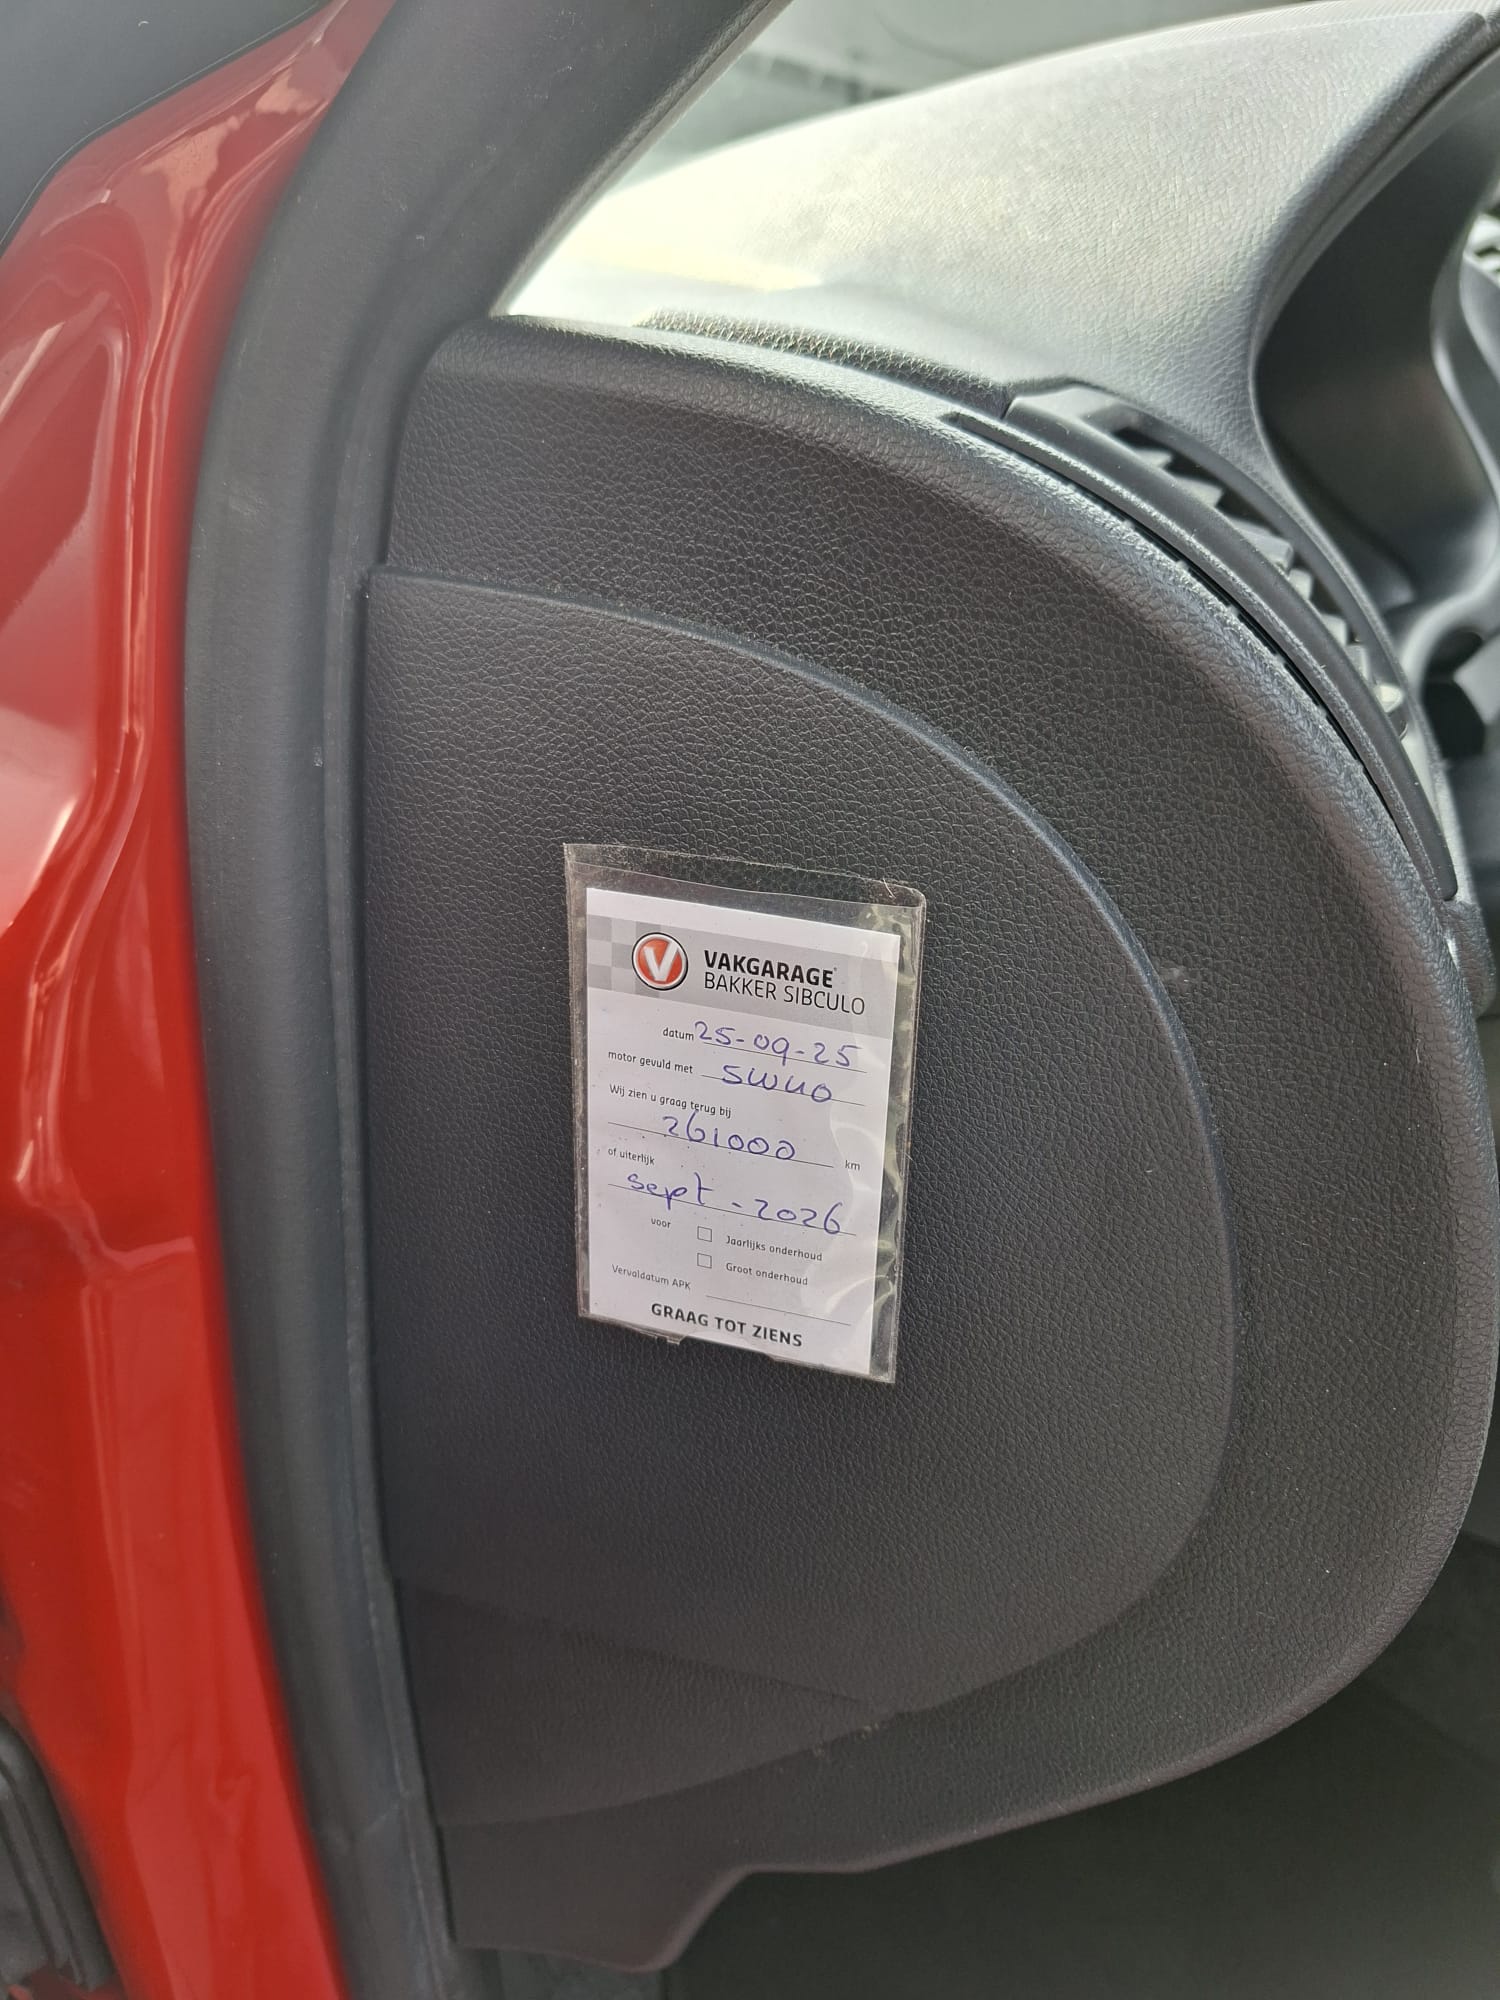 V VAKGARAGE
BAKKER SIBCULO
datum 25-09-25
motor gevuld met 5W40
Wij zien u graag terug bij
261000 km
of uiterlijk
sept - 2026
voor Jaarlijks onderhoud
Groot onderhoud
Vervaldatum APK
GRAAG TOT ZIENS